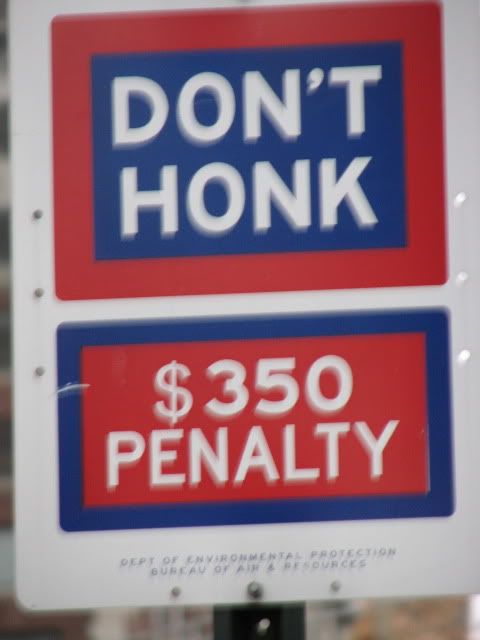 DON'T
HONK
$350
PENALTY
DEPT OF ENVIRONMENTAL PROTECTION
BUREAU OF AIR & RESOURCES